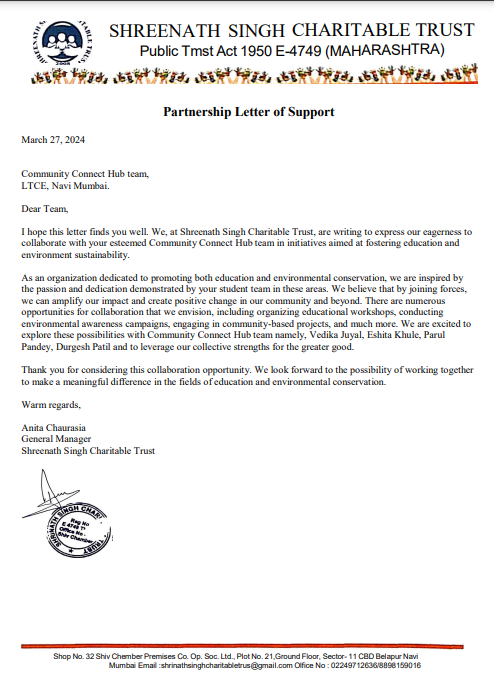 SHREENATH SINGH CHARITABLE TRUST
Public Tmst Act 1950 E-4749 (MAHARASHTRA)
2008
Partnership Letter of Support
March 27, 2024
Community Connect Hub team,
LTCE, Navi Mumbai.
Dear Team,
I hope this letter finds you well. We, at Shreenath Singh Charitable Trust, are writing to express our eagerness to
collaborate with your esteemed Community Connect Hub team in initiatives aimed at fostering education and
environment sustainability.
As an organization dedicated to promoting both education and environmental conservation, we are inspired by
the passion and dedication demonstrated by your student team in these areas. We believe that by joining forces,
we can amplify our impact and create positive change in our community and beyond. There are numerous
opportunities for collaboration that we envision, including organizing educational workshops, conducting
environmental awareness campaigns, engaging in community-based projects, and much more. We are excited to
explore these possibilities with Community Connect Hub team namely, Vedika Juyal, Eshita Khule, Parul
Pandey, Durgesh Patil and to leverage our collective strengths for the greater good.
Thank you for considering this collaboration opportunity. We look forward to the possibility of working together
to make a meaningful difference in the fields of education and environmental conservation.
Warm regards,
Anita Chaurasia
General Manager
Shreenath Singh Charitable Trust
SHRINATH SINGH CHARI
TRUST
Reg No
E 4749
Office No -
Shiv Chamber
Shop No. 32 Shiv Chember Premises Co. Op. Soc. Ltd., Plot No. 21,Ground Floor, Sector- 11 CBD Belapur Navi
Mumbai Email :shrinathsinghcharitabletrus@gmail.com Office No : 02249712636/8898159016